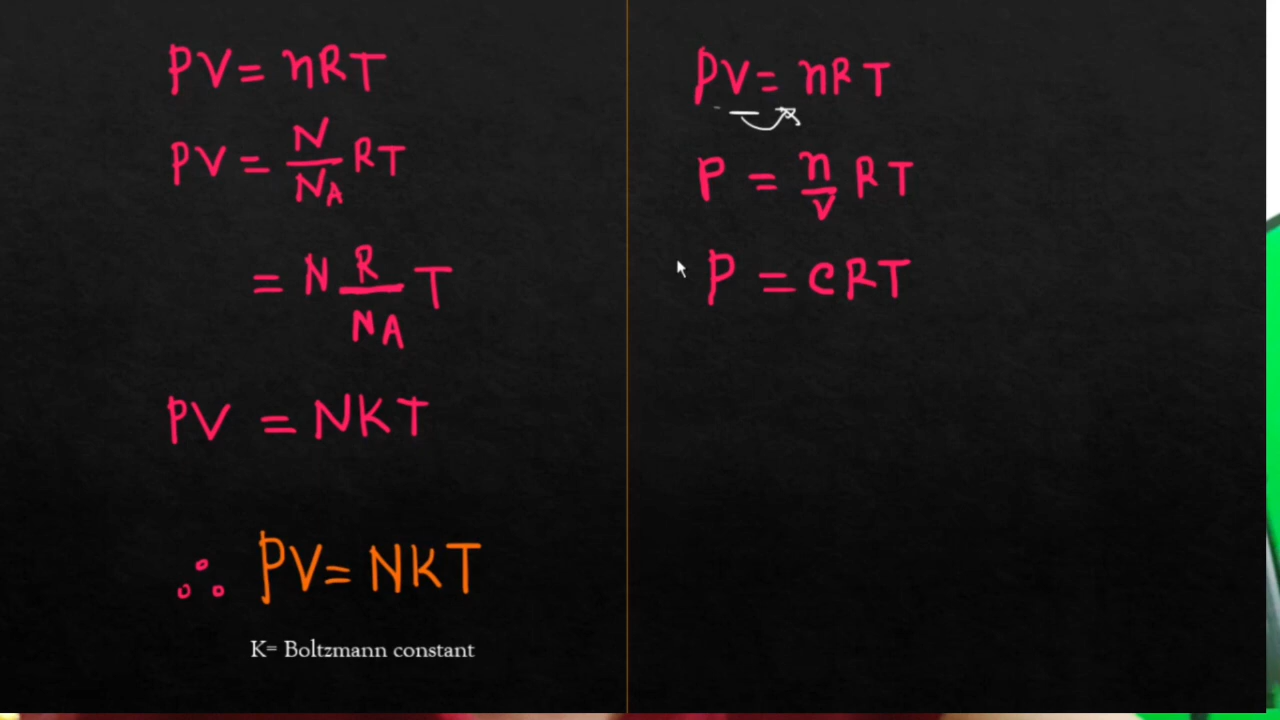 PV = nRT
PV = N/NA RT
= N R/NA T
PV = NKT
∴ PV = NKT
K= Boltzmann constant
PV = nRT
P = n/v RT
P = CRT